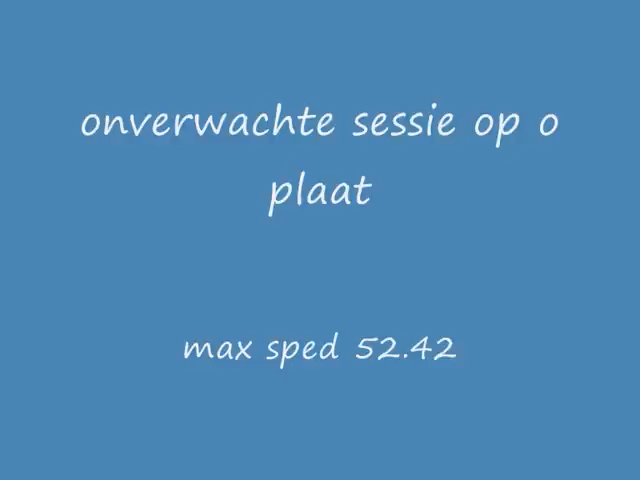 onverwachte sessie op o
plaat
max sped 52.42